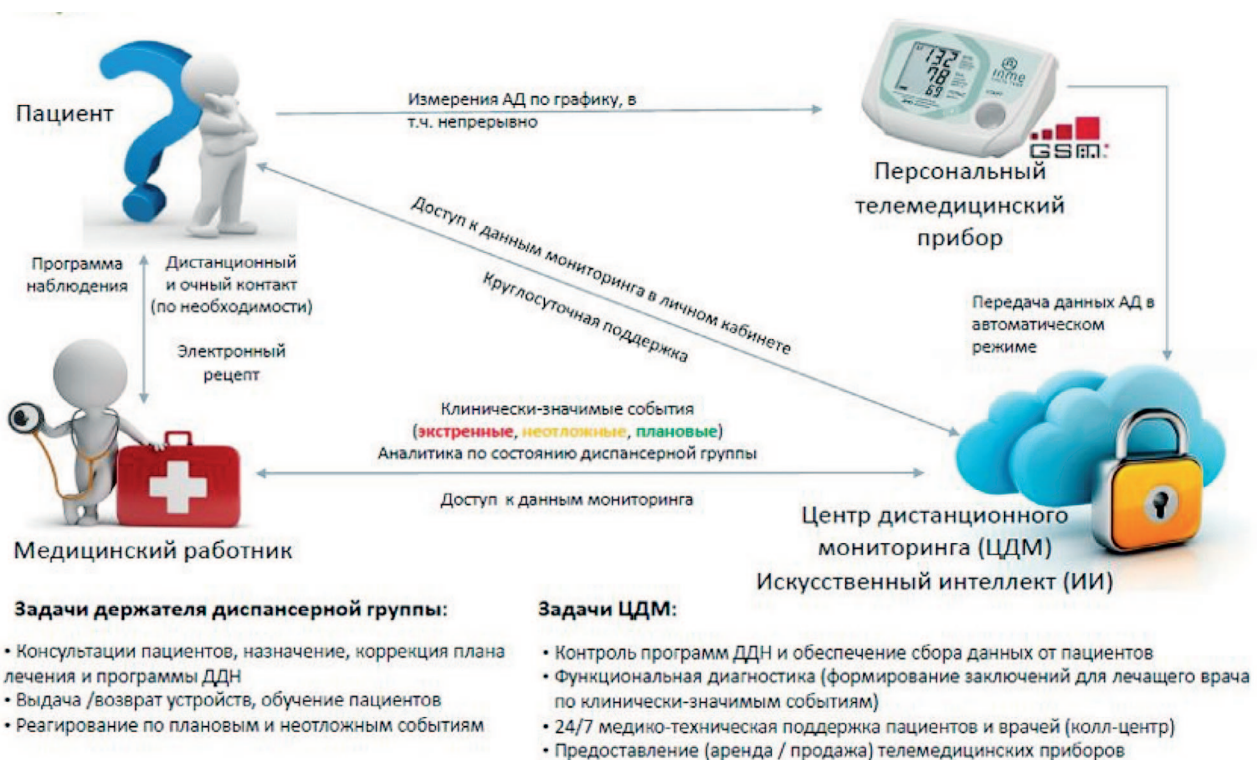 Пациент
Измерения АД по графику, в
т.ч. непрерывно
132
78
69
inme
GSM
Персональный
телемедицинский
прибор
Доступ к данным мониторинга в личном кабинете
Круглосуточная поддержка
Программа
наблюдения
Дистанционный
и очный контакт
(по необходимости)
Электронный
рецепт
Передача данных АД в
автоматическом
режиме
Клинически-значимые события
(экстренные, неотложные, плановые)
Аналитика по состоянию диспансерной группы
Доступ к данным мониторинга
Медицинский работник
Центр дистанционного
мониторинга (ЦДМ)
Искусственный интеллект (ИИ)
Задачи держателя диспансерной группы:
• Консультации пациентов, назначение, коррекция плана
лечения и программы ДДН
• Выдача /возврат устройств, обучение пациентов
• Реагирование по плановым и неотложным событиям
Задачи ЦДМ:
• Контроль программ ДДН и обеспечение сбора данных от пациентов
• Функциональная диагностика (формирование заключений для лечащего врача
по клинически-значимым событиям)
• 24/7 медико-техническая поддержка пациентов и врачей (колл-центр)
• Предоставление (аренда / продажа) телемедицинских приборов